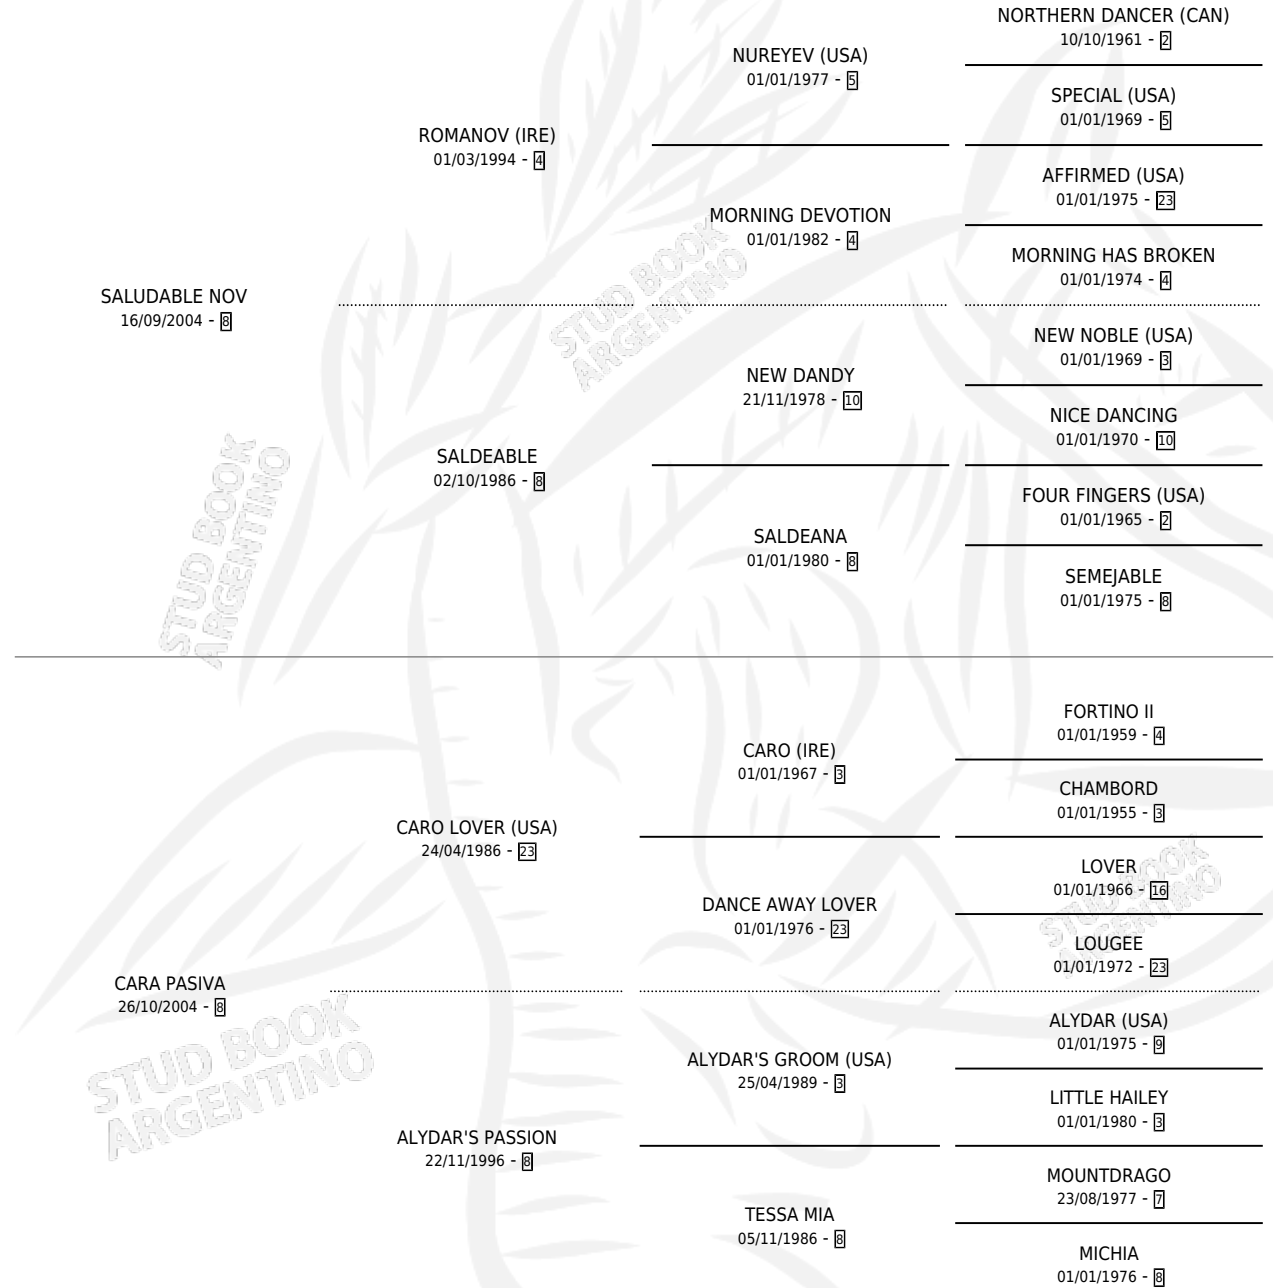 NORTHERN DANCER (CAN)
10/10/1961 - 2
NUREYEV (USA)
01/01/1977 - 5
SPECIAL (USA)
01/01/1969 - 5
ROMANOV (IRE)
01/03/1994 - 4
AFFIRMED (USA)
01/01/1975 - 23
MORNING DEVOTION
01/01/1982 - 4
MORNING HAS BROKEN
01/01/1974 - 4
SALUDABLE NOV
16/09/2004 - 8
STUD BOOK
ARGENTINO
NEW NOBLE (USA)
01/01/1969 - 3
NEW DANDY
21/11/1978 - 10
NICE DANCING
01/01/1970 - 10
SALDEABLE
02/10/1986 - 8
FOUR FINGERS (USA)
01/01/1965 - 2
SALDEANA
01/01/1980 - 8
SEMEJABLE
01/01/1975 - 8
STUD BOOK
ARGENTINO
FORTINO II
01/01/1959 - 4
CARO (IRE)
01/01/1967 - 3
CHAMBORD
01/01/1955 - 3
CARO LOVER (USA)
24/04/1986 - 23
LOVER
01/01/1966 - 16
DANCE AWAY LOVER
01/01/1976 - 23
LOUGEE
01/01/1972 - 23
STUD BOOK
ARGENTINO
CARA PASIVA
26/10/2004 - 8
STUD BOOK
ARGENTINO
ALYDAR (USA)
01/01/1975 - 9
ALYDAR'S GROOM (USA)
25/04/1989 - 3
LITTLE HAILEY
01/01/1980 - 3
ALYDAR'S PASSION
22/11/1996 - 8
MOUNTDRAGO
23/08/1977 - 7
TESSA MIA
05/11/1986 - 8
MICHIA
01/01/1976 - 8